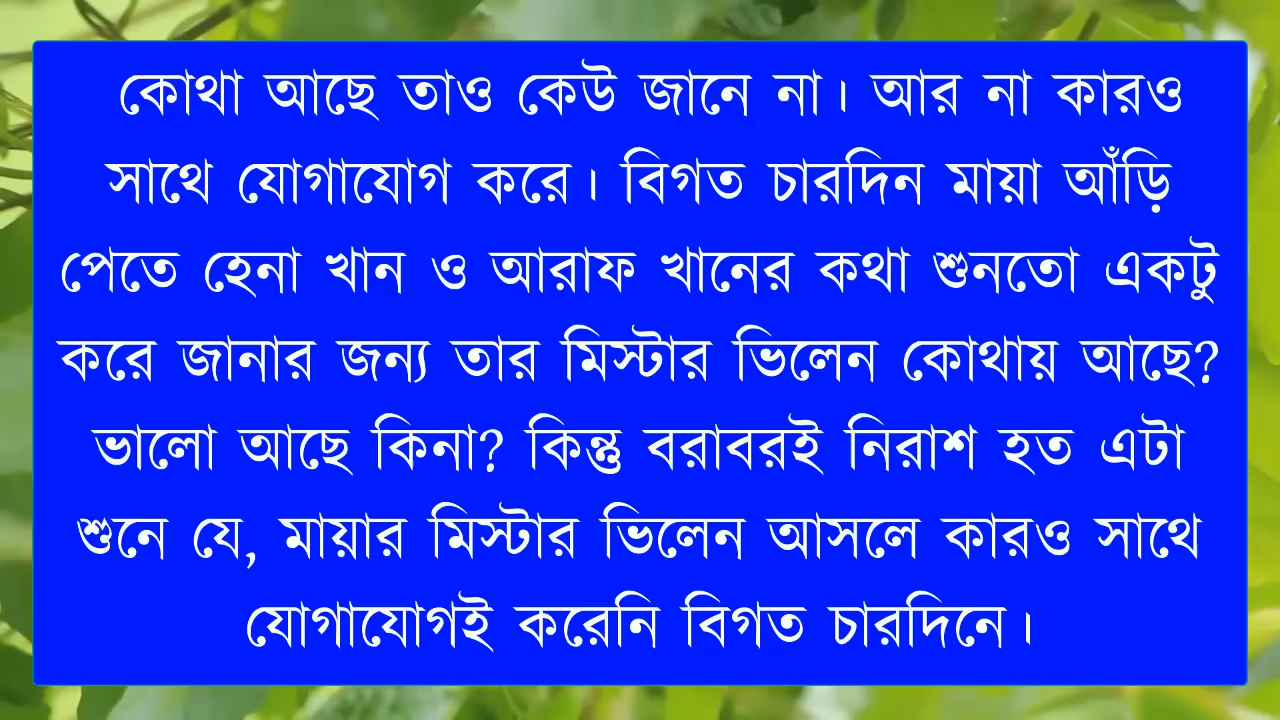 কোথা আছে তাও কেউ জানে না। আর না কারও
সাথে যোগাযোগ করে। বিগত চারদিন মায়া আঁড়ি
পেতে হেনা খান ও আরাফ খানের কথা শুনতো একটু
করে জানার জন্য তার মিস্টার ভিলেন কোথায় আছে?
ভালো আছে কিনা? কিন্তু বরাবরই নিরাশ হত এটা
শুনে যে, মায়ার মিস্টার ভিলেন আসলে কারও সাথে
যোগাযোগই করেনি বিগত চারদিনে।